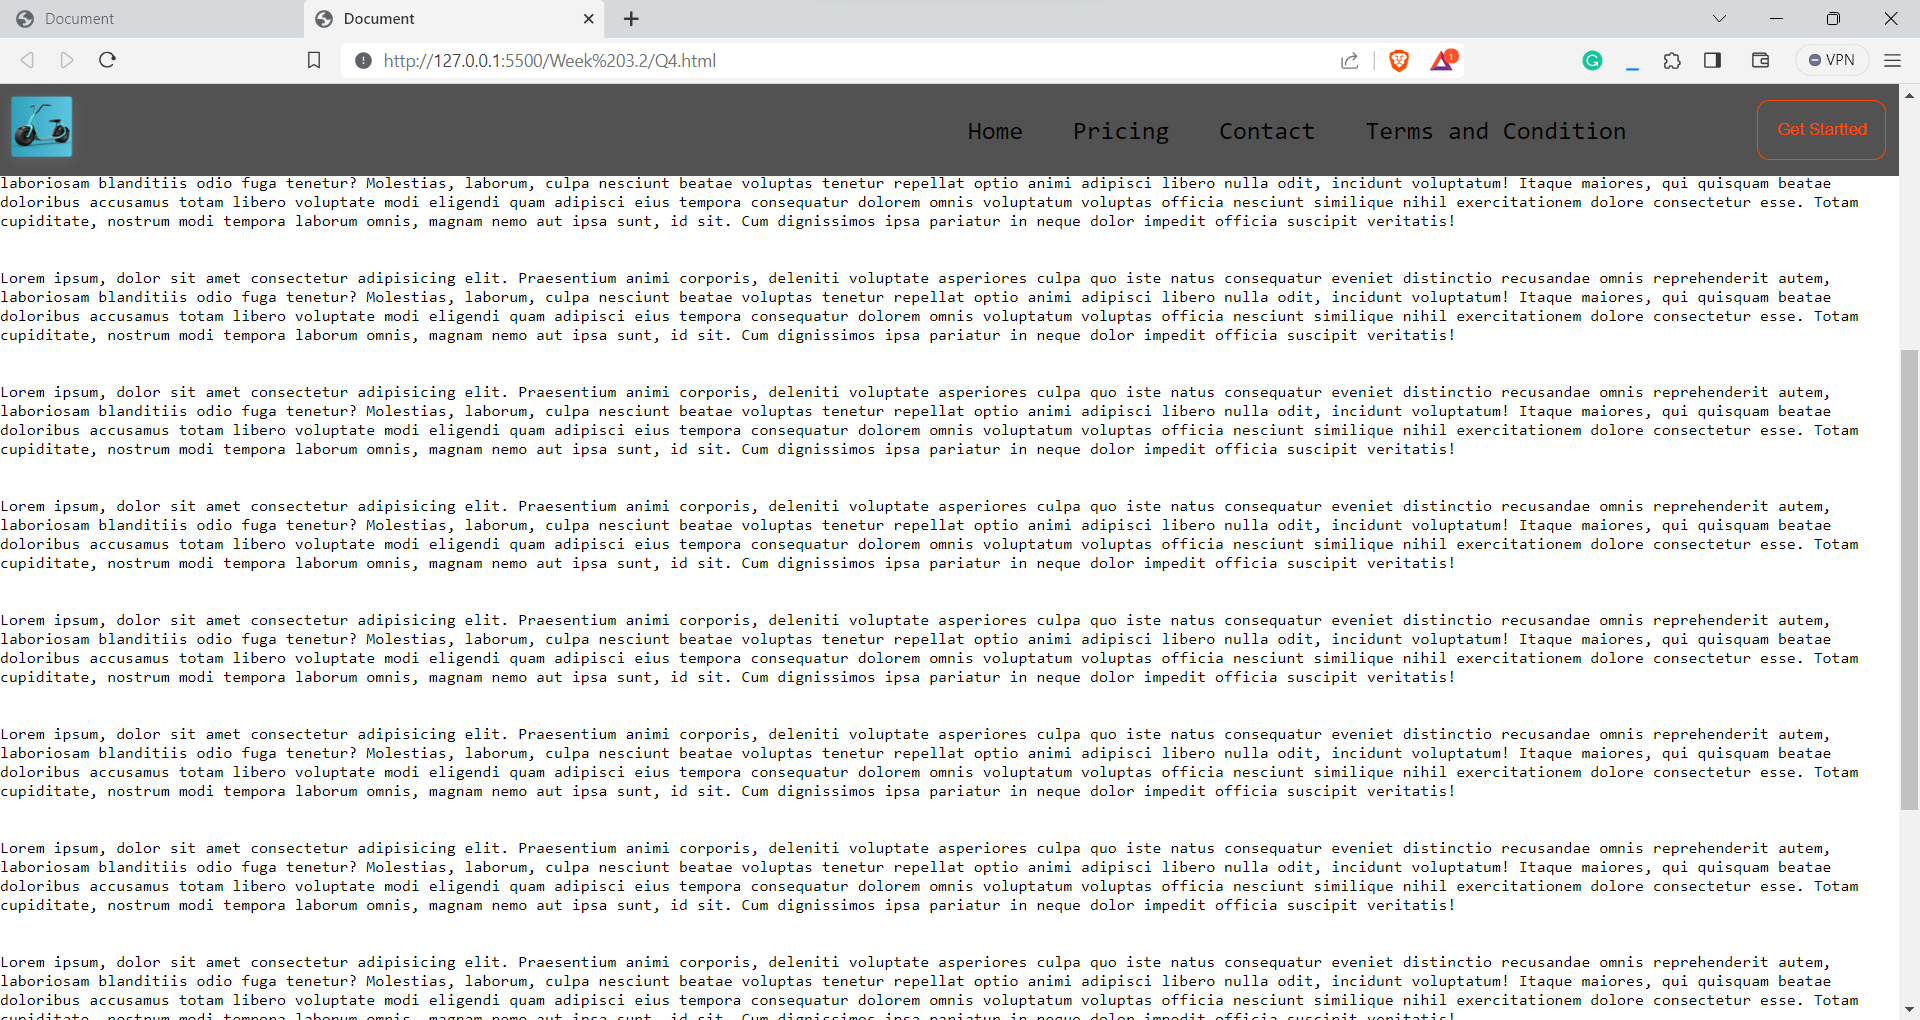 Document
Document
http://127.0.0.1:5500/Week%203.2/Q4.html
1
VPN
Home Pricing Contact Terms and Condition
Get Startted
laboriosam blanditiis odio fuga tenetur? Molestias, laborum, culpa nesciunt beatae voluptas tenetur repellat optio animi adipisci libero nulla odit, incidunt voluptatum! Itaque maiores, qui quisquam beatae
doloribus accusamus totam libero voluptate modi eligendi quam adipisci eius tempora consequatur dolorem omnis voluptatum voluptas officia nesciunt similique nihil exercitationem dolore consectetur esse. Totam
cupiditate, nostrum modi tempora laborum omnis, magnam nemo aut ipsa sunt, id sit. Cum dignissimos ipsa pariatur in neque dolor impedit officia suscipit veritatis!
Lorem ipsum, dolor sit amet consectetur adipisicing elit. Praesentium animi corporis, deleniti voluptate asperiores culpa quo iste natus consequatur eveniet distinctio recusandae omnis reprehenderit autem,
laboriosam blanditiis odio fuga tenetur? Molestias, laborum, culpa nesciunt beatae voluptas tenetur repellat optio animi adipisci libero nulla odit, incidunt voluptatum! Itaque maiores, qui quisquam beatae
doloribus accusamus totam libero voluptate modi eligendi quam adipisci eius tempora consequatur dolorem omnis voluptatum voluptas officia nesciunt similique nihil exercitationem dolore consectetur esse. Totam
cupiditate, nostrum modi tempora laborum omnis, magnam nemo aut ipsa sunt, id sit. Cum dignissimos ipsa pariatur in neque dolor impedit officia suscipit veritatis!
Lorem ipsum, dolor sit amet consectetur adipisicing elit. Praesentium animi corporis, deleniti voluptate asperiores culpa quo iste natus consequatur eveniet distinctio recusandae omnis reprehenderit autem,
laboriosam blanditiis odio fuga tenetur? Molestias, laborum, culpa nesciunt beatae voluptas tenetur repellat optio animi adipisci libero nulla odit, incidunt voluptatum! Itaque maiores, qui quisquam beatae
doloribus accusamus totam libero voluptate modi eligendi quam adipisci eius tempora consequatur dolorem omnis voluptatum voluptas officia nesciunt similique nihil exercitationem dolore consectetur esse. Totam
cupiditate, nostrum modi tempora laborum omnis, magnam nemo aut ipsa sunt, id sit. Cum dignissimos ipsa pariatur in neque dolor impedit officia suscipit veritatis!
Lorem ipsum, dolor sit amet consectetur adipisicing elit. Praesentium animi corporis, deleniti voluptate asperiores culpa quo iste natus consequatur eveniet distinctio recusandae omnis reprehenderit autem,
laboriosam blanditiis odio fuga tenetur? Molestias, laborum, culpa nesciunt beatae voluptas tenetur repellat optio animi adipisci libero nulla odit, incidunt voluptatum! Itaque maiores, qui quisquam beatae
doloribus accusamus totam libero voluptate modi eligendi quam adipisci eius tempora consequatur dolorem omnis voluptatum voluptas officia nesciunt similique nihil exercitationem dolore consectetur esse. Totam
cupiditate, nostrum modi tempora laborum omnis, magnam nemo aut ipsa sunt, id sit. Cum dignissimos ipsa pariatur in neque dolor impedit officia suscipit veritatis!
Lorem ipsum, dolor sit amet consectetur adipisicing elit. Praesentium animi corporis, deleniti voluptate asperiores culpa quo iste natus consequatur eveniet distinctio recusandae omnis reprehenderit autem,
laboriosam blanditiis odio fuga tenetur? Molestias, laborum, culpa nesciunt beatae voluptas tenetur repellat optio animi adipisci libero nulla odit, incidunt voluptatum! Itaque maiores, qui quisquam beatae
doloribus accusamus totam libero voluptate modi eligendi quam adipisci eius tempora consequatur dolorem omnis voluptatum voluptas officia nesciunt similique nihil exercitationem dolore consectetur esse. Totam
cupiditate, nostrum modi tempora laborum omnis, magnam nemo aut ipsa sunt, id sit. Cum dignissimos ipsa pariatur in neque dolor impedit officia suscipit veritatis!
Lorem ipsum, dolor sit amet consectetur adipisicing elit. Praesentium animi corporis, deleniti voluptate asperiores culpa quo iste natus consequatur eveniet distinctio recusandae omnis reprehenderit autem,
laboriosam blanditiis odio fuga tenetur? Molestias, laborum, culpa nesciunt beatae voluptas tenetur repellat optio animi adipisci libero nulla odit, incidunt voluptatum! Itaque maiores, qui quisquam beatae
doloribus accusamus totam libero voluptate modi eligendi quam adipisci eius tempora consequatur dolorem omnis voluptatum voluptas officia nesciunt similique nihil exercitationem dolore consectetur esse. Totam
cupiditate, nostrum modi tempora laborum omnis, magnam nemo aut ipsa sunt, id sit. Cum dignissimos ipsa pariatur in neque dolor impedit officia suscipit veritatis!
Lorem ipsum, dolor sit amet consectetur adipisicing elit. Praesentium animi corporis, deleniti voluptate asperiores culpa quo iste natus consequatur eveniet distinctio recusandae omnis reprehenderit autem,
laboriosam blanditiis odio fuga tenetur? Molestias, laborum, culpa nesciunt beatae voluptas tenetur repellat optio animi adipisci libero nulla odit, incidunt voluptatum! Itaque maiores, qui quisquam beatae
doloribus accusamus totam libero voluptate modi eligendi quam adipisci eius tempora consequatur dolorem omnis voluptatum voluptas officia nesciunt similique nihil exercitationem dolore consectetur esse. Totam
cupiditate, nostrum modi tempora laborum omnis, magnam nemo aut ipsa sunt, id sit. Cum dignissimos ipsa pariatur in neque dolor impedit officia suscipit veritatis!
Lorem ipsum, dolor sit amet consectetur adipisicing elit. Praesentium animi corporis, deleniti voluptate asperiores culpa quo iste natus consequatur eveniet distinctio recusandae omnis reprehenderit autem,
laboriosam blanditiis odio fuga tenetur? Molestias, laborum, culpa nesciunt beatae voluptas tenetur repellat optio animi adipisci libero nulla odit, incidunt voluptatum! Itaque maiores, qui quisquam beatae
doloribus accusamus totam libero voluptate modi eligendi quam adipisci eius tempora consequatur dolorem omnis voluptatum voluptas officia nesciunt similique nihil exercitationem dolore consectetur esse. Totam